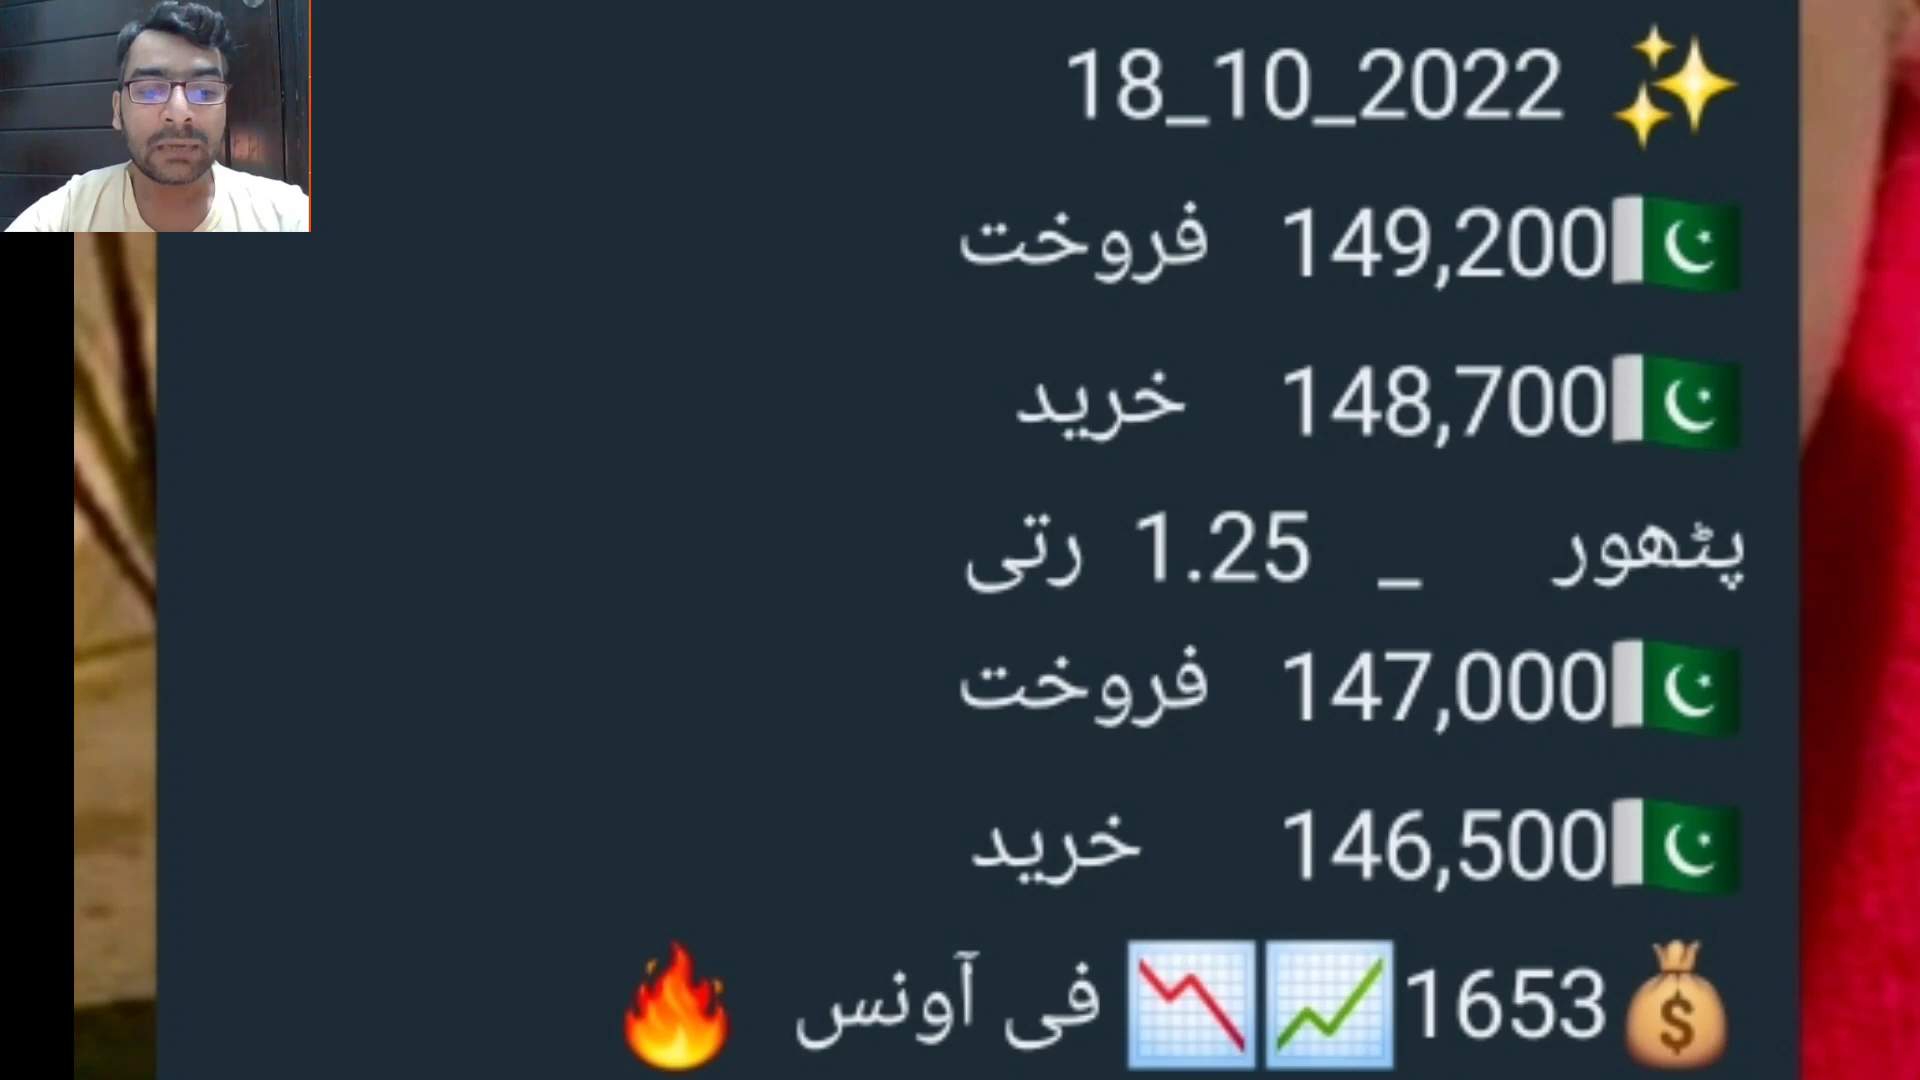 18_10_2022
149,200 فروخت
148,700 خرید
پٹھور _ 1.25 رتی
147,000 فروخت
146,500 خرید
1653 فی آونس